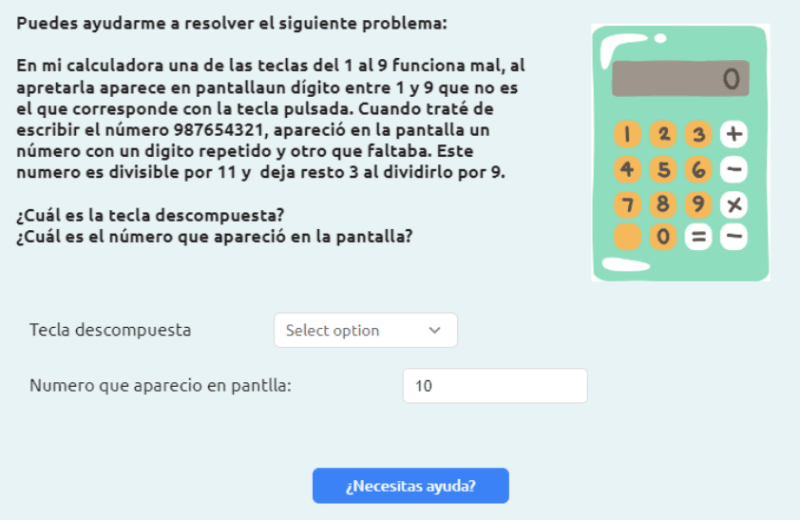 Puedes ayudarme a resolver el siguiente problema:
En mi calculadora una de las teclas del 1 al 9 funciona mal, al
apretarla aparece en pantallaun dígito entre 1 y 9 que no es
el que corresponde con la tecla pulsada. Cuando traté de
escribir el número 987654321, apareció en la pantalla un
número con un digito repetido y otro que faltaba. Este
numero es divisible por 11 y deja resto 3 al dividirlo por 9.
¿Cuál es la tecla descompuesta?
¿Cuál es el número que apareció en la pantalla?
0
1 2 3 +
4 5 6 −
7 8 9 ×
0 = −
Tecla descompuesta
Select option
Numero que aparecio en pantlla:
10
¿Necesitas ayuda?